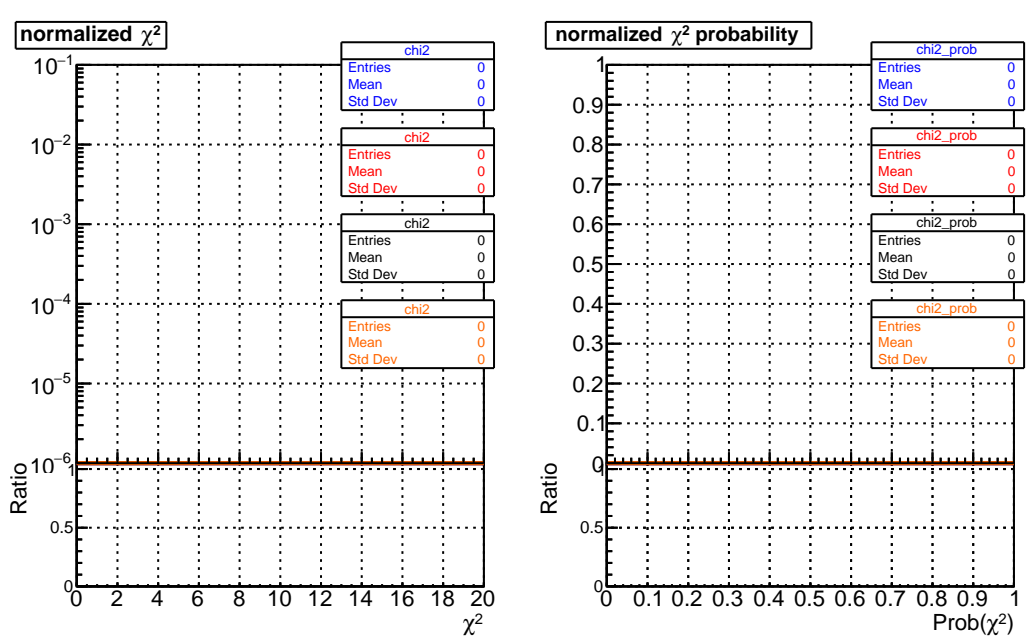 normalized χ²
chi2
Entries 0
Mean 0
Std Dev 0
chi2
Entries 0
Mean 0
Std Dev 0
chi2
Entries 0
Mean 0
Std Dev 0
chi2
Entries 0
Mean 0
Std Dev 0
10⁻¹
10⁻²
10⁻³
10⁻⁴
10⁻⁵
10⁻⁶
Ratio
1
0.5
0
0 2 4 6 8 10 12 14 16 18 20
χ²
normalized χ² probability
chi2_prob
Entries 0
Mean 0
Std Dev 0
chi2_prob
Entries 0
Mean 0
Std Dev 0
chi2_prob
Entries 0
Mean 0
Std Dev 0
chi2_prob
Entries 0
Mean 0
Std Dev 0
1
0.9
0.8
0.7
0.6
0.5
0.4
0.3
0.2
0.1
0
Ratio
1
0.5
0
0 0.1 0.2 0.3 0.4 0.5 0.6 0.7 0.8 0.9 1
Prob(χ²)